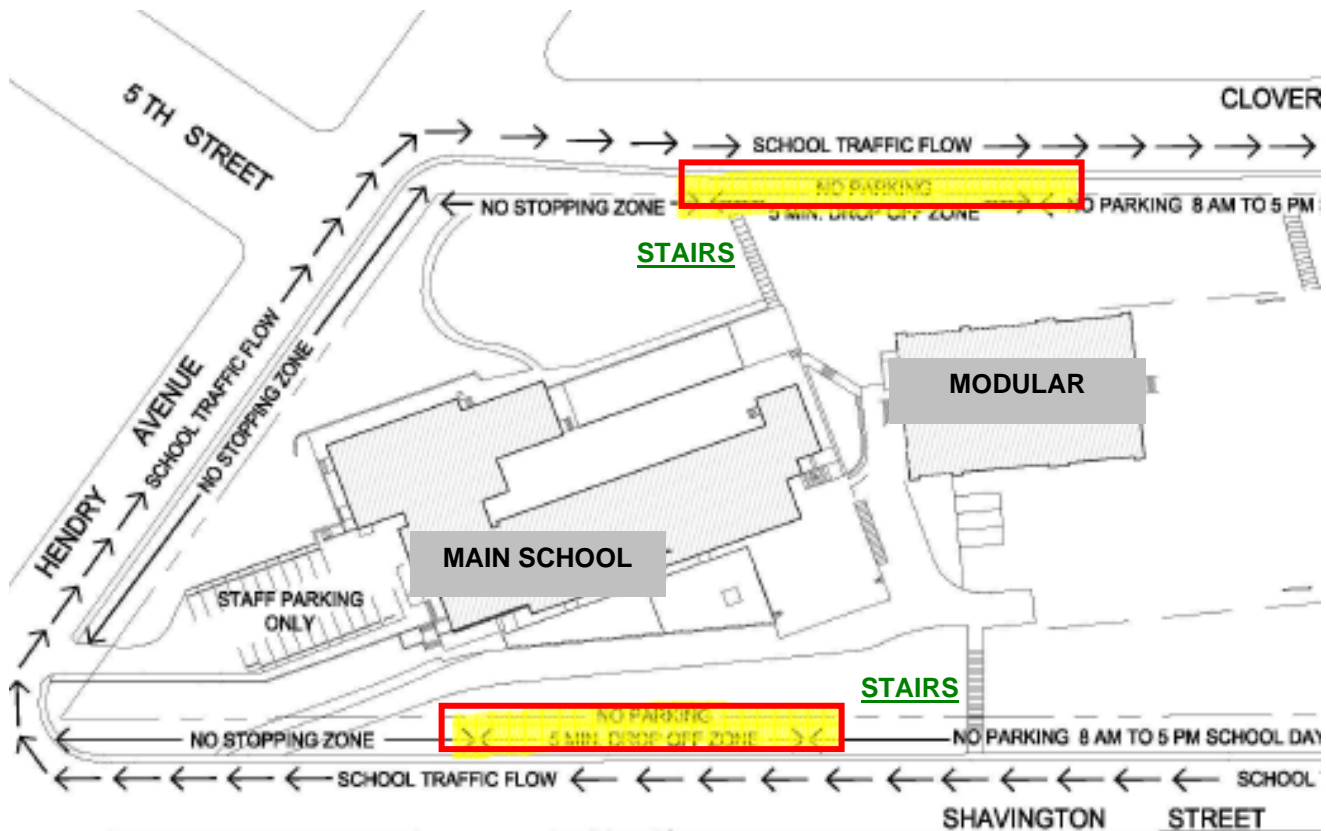 5 TH STREET
CLOVER
SCHOOL TRAFFIC FLOW
NO PARKING
NO STOPPING ZONE
5 MIN. DROP OFF ZONE
NO PARKING 8 AM TO 5 PM
STAIRS
HENDRY AVENUE
SCHOOL TRAFFIC FLOW
NO STOPPING ZONE
MODULAR
MAIN SCHOOL
STAFF PARKING
ONLY
STAIRS
NO PARKING
NO STOPPING ZONE
5 MIN. DROP OFF ZONE
NO PARKING 8 AM TO 5 PM SCHOOL DAY
SCHOOL TRAFFIC FLOW
SCHOOL
SHAVINGTON STREET